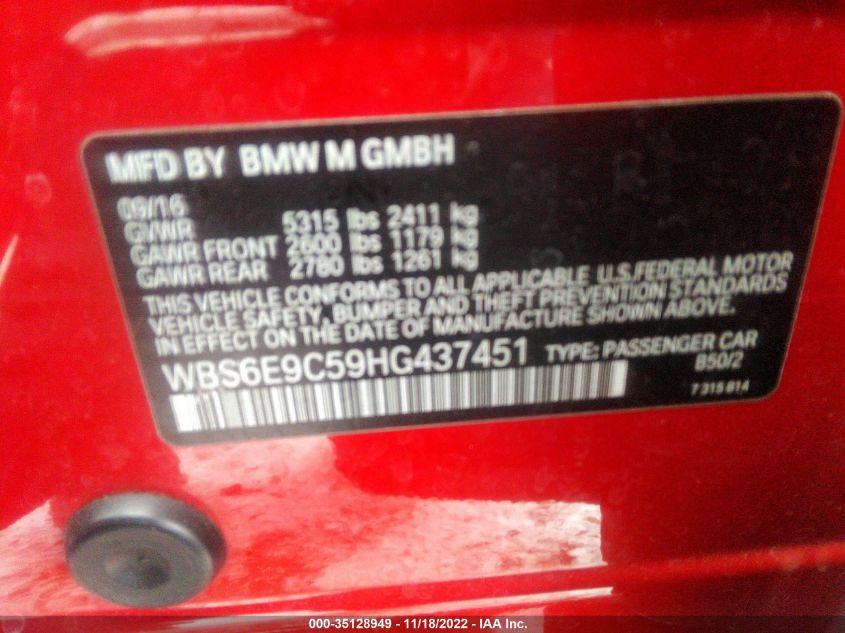 MFD BY BMW M GMBH
09/16
GVWR 5315 lbs 2411 kg
GAWR FRONT 2600 lbs 1179 kg
GAWR REAR 2780 lbs 1261 kg
THIS VEHICLE CONFORMS TO ALL APPLICABLE U.S.FEDERAL MOTOR
VEHICLE SAFETY, BUMPER AND THEFT PREVENTION STANDARDS
IN EFFECT ON THE DATE OF MANUFACTURE SHOWN ABOVE.
WBS6E9C59HG437451 TYPE: PASSENGER CAR
B50/2
7 315 814
000-35128949 - 11/18/2022 - IAA Inc.